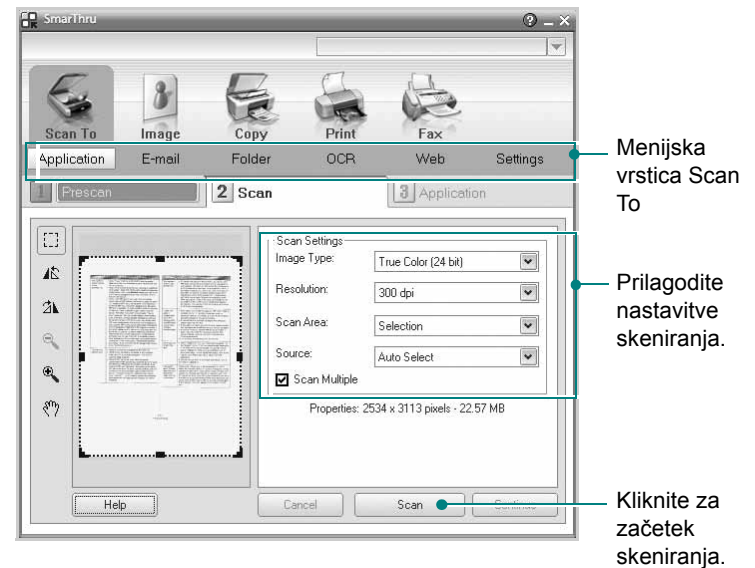 SmarThru
Scan To
Image
Copy
Print
Fax
Application
E-mail
Folder
OCR
Web
Settings
1 Prescan
2 Scan
3 Application
Scan Settings
Image Type:
True Color (24 bit)
Resolution:
300 dpi
Scan Area:
Selection
Source:
Auto Select
Scan Multiple
Properties: 2534 x 3113 pixels - 22.57 MB
Help
Cancel
Scan
Continue
Menijska
vrstica Scan
To
Prilagodite
nastavitve
skeniranja.
Kliknite za
začetek
skeniranja.